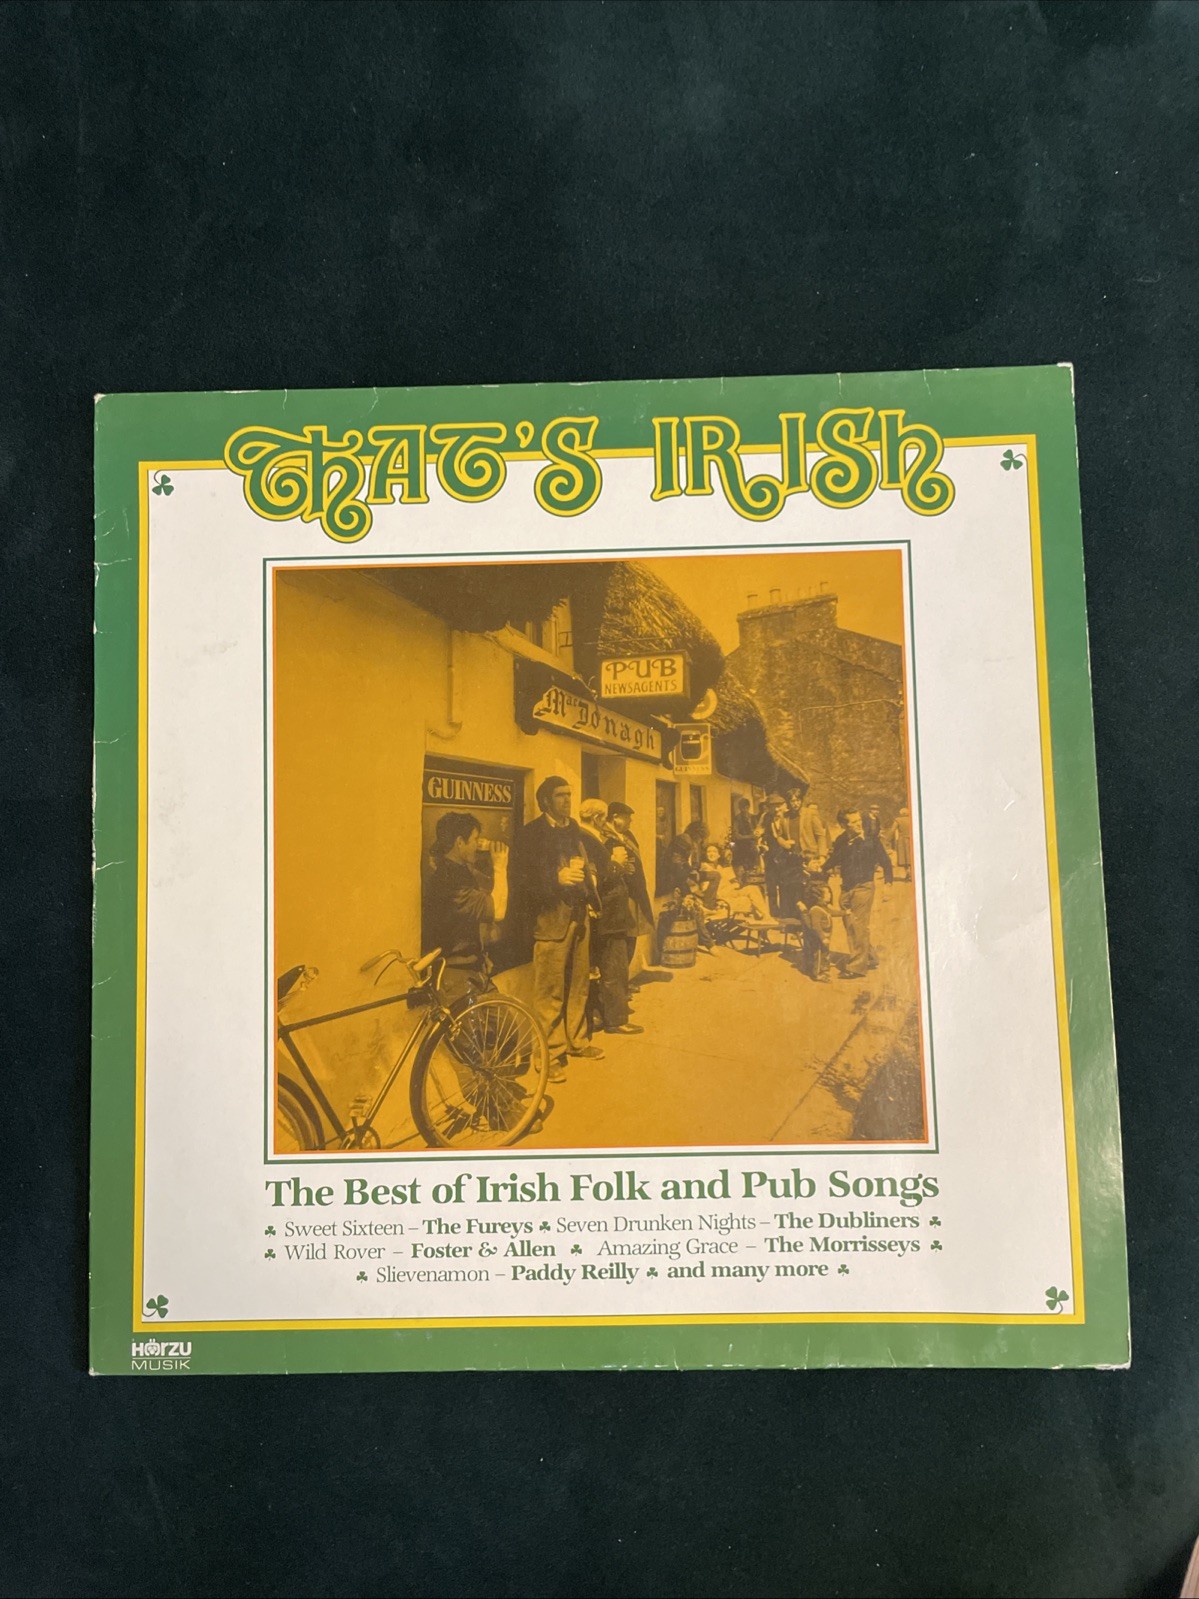 THAT'S IRISH
PUB
NEWSAGENTS
MacDonagh
GUINNESS
GUINNESS
The Best of Irish Folk and Pub Songs
☘ Sweet Sixteen – The Fureys ☘ Seven Drunken Nights – The Dubliners ☘
☘ Wild Rover – Foster & Allen ☘ Amazing Grace – The Morrisseys ☘
☘ Slievenamon – Paddy Reilly ☘ and many more ☘
HÖRZU
MUSIK